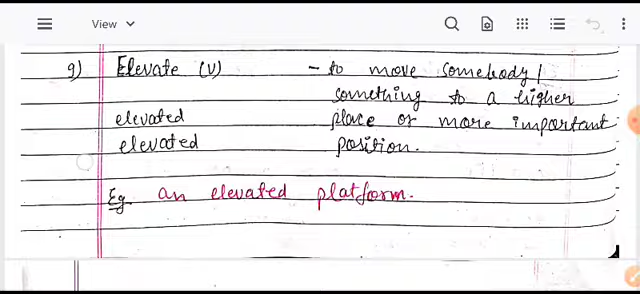 View
9) Elevate (V) - to move somebody/
something to a higher
elevated place or more important
elevated position.
Eg an elevated platform.